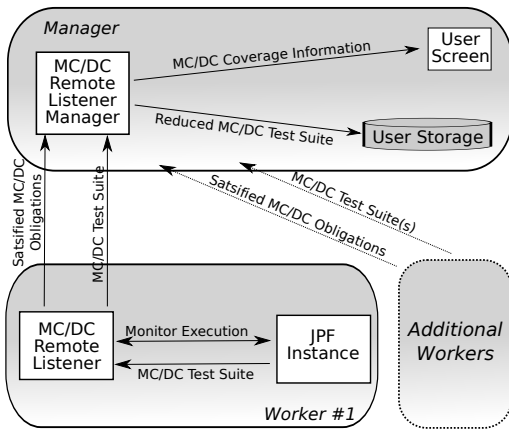 Manager
MC/DC
Remote
Listener
Manager
MC/DC Coverage Information
User
Screen
Reduced MC/DC Test Suite
User Storage
Satsified MC/DC
Obligations
MC/DC Test Suite
MC/DC Test Suite(s)
Satsified MC/DC Obligations
MC/DC
Remote
Listener
Monitor Execution
MC/DC Test Suite
JPF
Instance
Worker #1
Additional
Workers